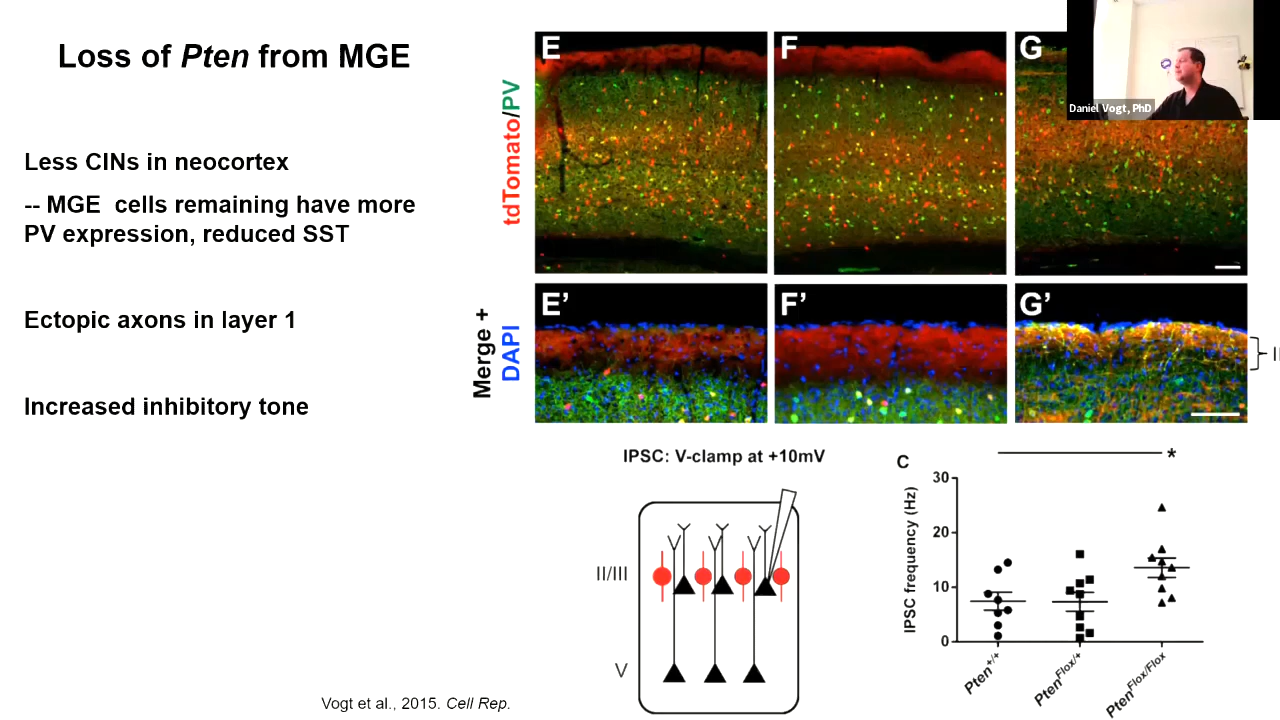 Loss of Pten from MGE
Less CINs in neocortex
-- MGE cells remaining have more
PV expression, reduced SST
Ectopic axons in layer 1
Increased inhibitory tone
tdTomato/PV
E
F
G
Daniel Vogt, PhD
Merge +
DAPI
E’
F’
G’
IPSC: V-clamp at +10mV
II/III
V
C
*
IPSC frequency (Hz)
30
20
10
0
Pten+/+
PtenFlox/+
PtenFlox/Flox
Vogt et al., 2015. Cell Rep.